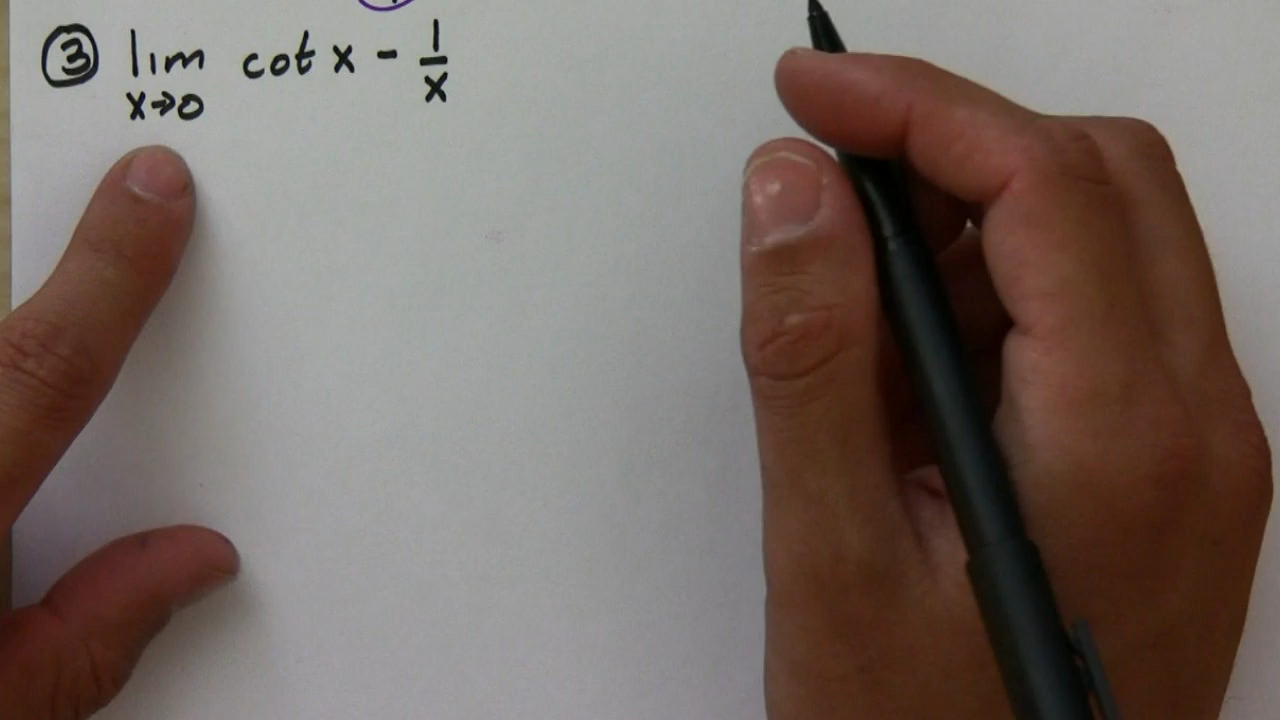 ③ lim cot x - 1/x
x→0